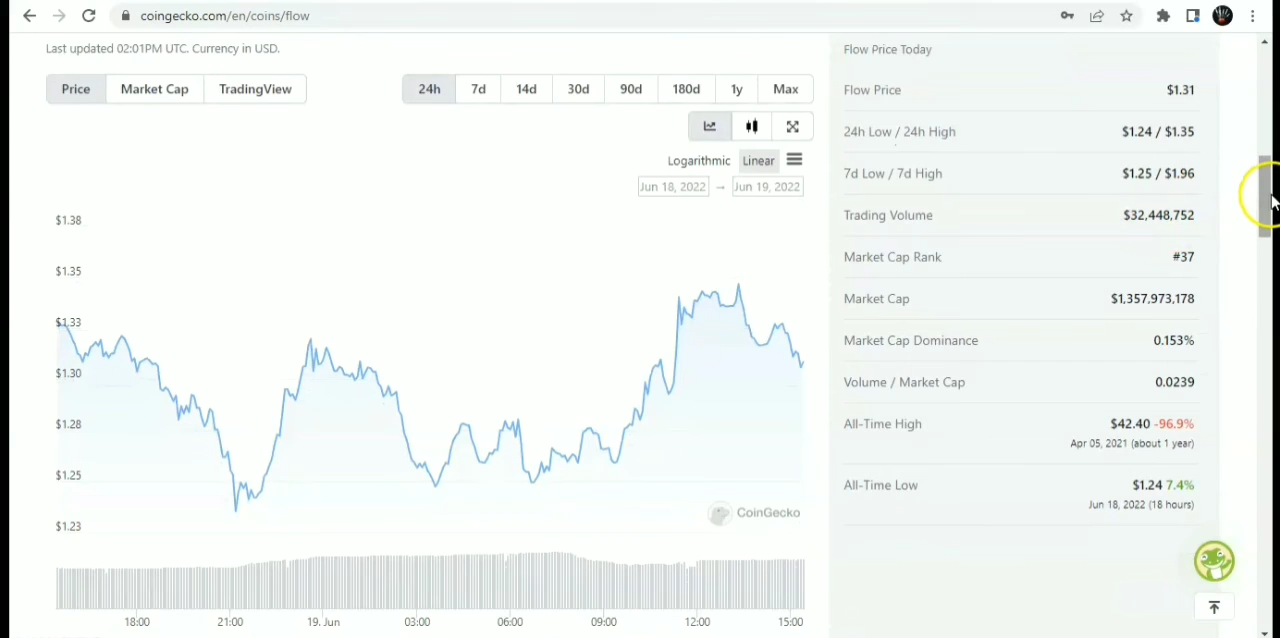 coingecko.com/en/coins/flow
Last updated 02:01PM UTC. Currency in USD.
Price Market Cap TradingView
24h 7d 14d 30d 90d 180d 1y Max
Logarithmic Linear
Jun 18, 2022 → Jun 19, 2022
$1.38
$1.35
$1.33
$1.30
$1.28
$1.25
$1.23
CoinGecko
18:00 21:00 19. Jun 03:00 06:00 09:00 12:00 15:00
Flow Price Today
Flow Price $1.31
24h Low / 24h High $1.24 / $1.35
7d Low / 7d High $1.25 / $1.96
Trading Volume $32,448,752
Market Cap Rank #37
Market Cap $1,357,973,178
Market Cap Dominance 0.153%
Volume / Market Cap 0.0239
All-Time High $42.40 -96.9%
Apr 05, 2021 (about 1 year)
All-Time Low $1.24 7.4%
Jun 18, 2022 (18 hours)